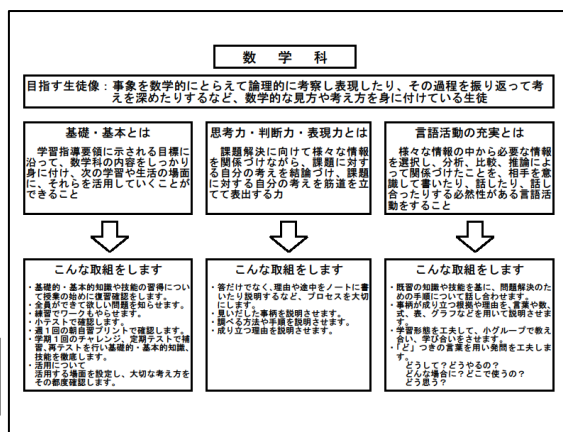 数 学 科
目指す生徒像：事象を数学的にとらえて論理的に考察し表現したり、その過程を振り返って考
えを深めたりするなど、数学的な見方や考え方を身に付けている生徒
基礎・基本とは
学習指導要領に示される目標に
沿って、数学科の内容をしっかり
身に付け、次の学習や生活の場面
に、それらを活用していくことが
できること
思考力・判断力・表現力とは
課題解決に向けて様々な情報
を関係づけながら、課題に対す
る自分の考えを結論づけ、課題
に対する自分の考えを筋道を立
てて表出する力
言語活動の充実とは
様々な情報の中から必要な情報
を選択し、分析、比較、推論によ
って関係づけたことを、相手を意
識して書いたり、話したり、話し
合ったりする必然性がある言語活
動をすること
こんな取組をします
・基礎的・基本的知識や技能の習得につ
いて授業の始めに復習確認をします。
・全員ができて欲しい問題を知らせます。
・練習でワークもやらせます。
・小テストで確認します。
・週１回の朝自習プリントで確認します。
・学期１回のチャレンジ、定期テストで補
習、再テストを行い基礎的・基本的知識、
技能を徹底します。
・活用について
活用する場面を設定し、大切な考え方を
その都度確認します。
こんな取組をします
・答だけでなく、理由や途中をノートに書
いたり説明するなど、プロセスを大切
にします。
・見いだした事柄を説明させます。
・調べる方法や手順を説明させます。
・成り立つ理由を説明させます。
こんな取組をします
・既習の知識や技能を基に、問題解決のた
めの手順について話し合わせます。
・事柄が成り立つ根拠や理由を、言葉や数、
式、表、グラフなどを用いて説明させま
す。
・学習形態を工夫して、小グループで教え
合い、学び合いをさせます。
・「ど」つきの言葉を用い発問を工夫しま
す。
どうして？どうやるの？
どんな場合に？どこで使うの？
どう思う？